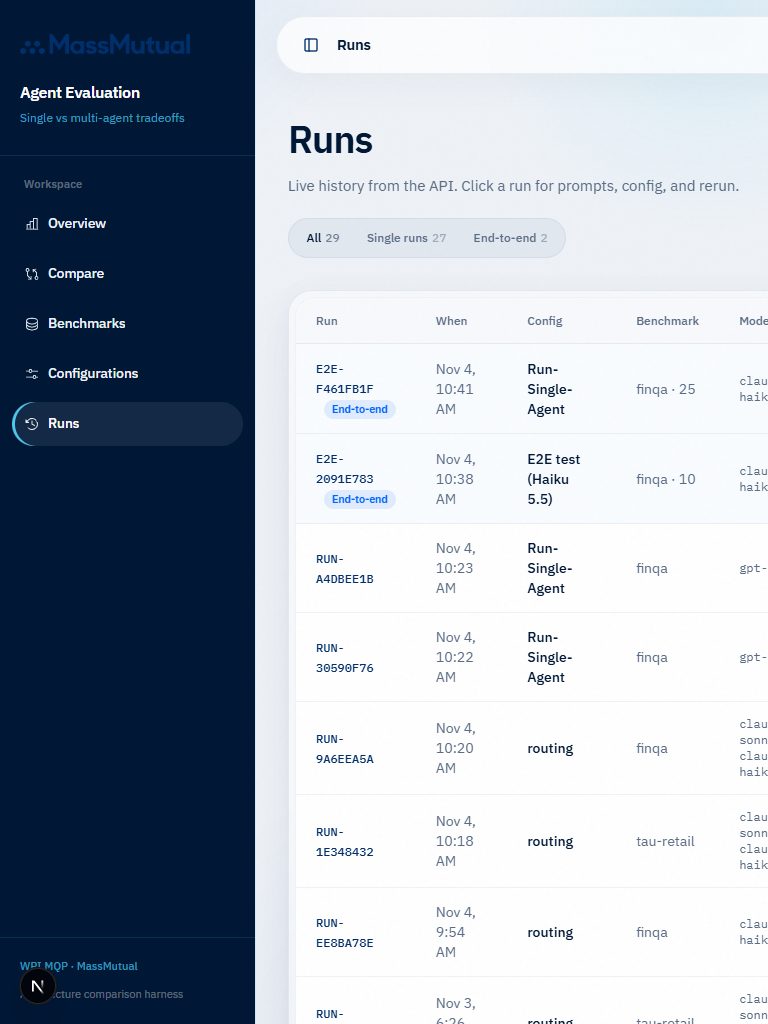 MassMutual
Agent Evaluation
Single vs multi-agent tradeoffs
Workspace
Overview
Compare
Benchmarks
Configurations
Runs
WPI MQP · MassMutual
N
cture comparison harness
Runs
Runs
Live history from the API. Click a run for prompts, config, and rerun.
All 29 Single runs 27 End-to-end 2
Run When Config Benchmark Mode
E2E-
F461FB1F
End-to-end
Nov 4,
10:41
AM
Run-
Single-
Agent
finqa · 25
clau
haik
E2E-
2091E783
End-to-end
Nov 4,
10:38
AM
E2E test
(Haiku
5.5)
finqa · 10
clau
haik
RUN-
A4DBEE1B
Nov 4,
10:23
AM
Run-
Single-
Agent
finqa
gpt-
RUN-
30590F76
Nov 4,
10:22
AM
Run-
Single-
Agent
finqa
gpt-
RUN-
9A6EEA5A
Nov 4,
10:20
AM
routing
finqa
clau
sonn
clau
haik
RUN-
1E348432
Nov 4,
10:18
AM
routing
tau-retail
clau
sonn
clau
haik
RUN-
EE8BA78E
Nov 4,
9:54
AM
routing
finqa
clau
haik
RUN-
Nov 3,
6:26
routing
tau-retail
clau
sonn